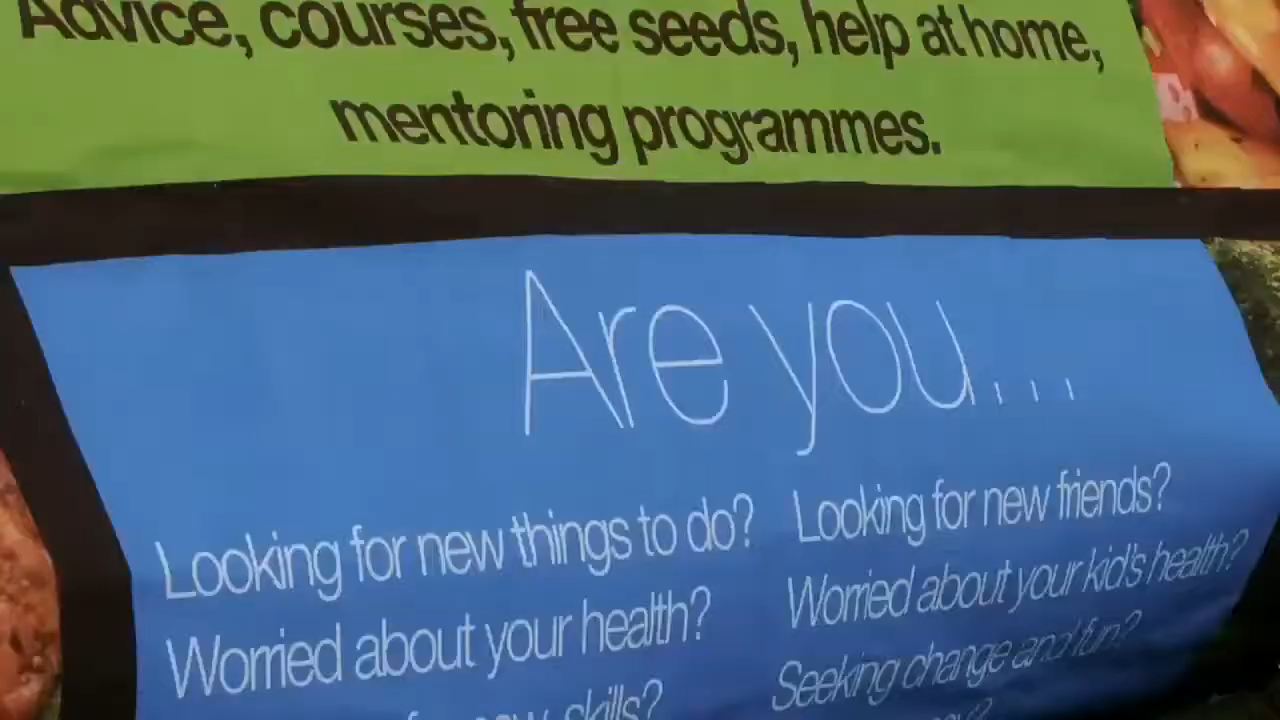 Advice, courses, free seeds, help at home,
mentoring programmes.
Are you...
Looking for new things to do?
Worried about your health?
skills?
Looking for new friends?
Worried about your kid's health?
Seeking change and fun?